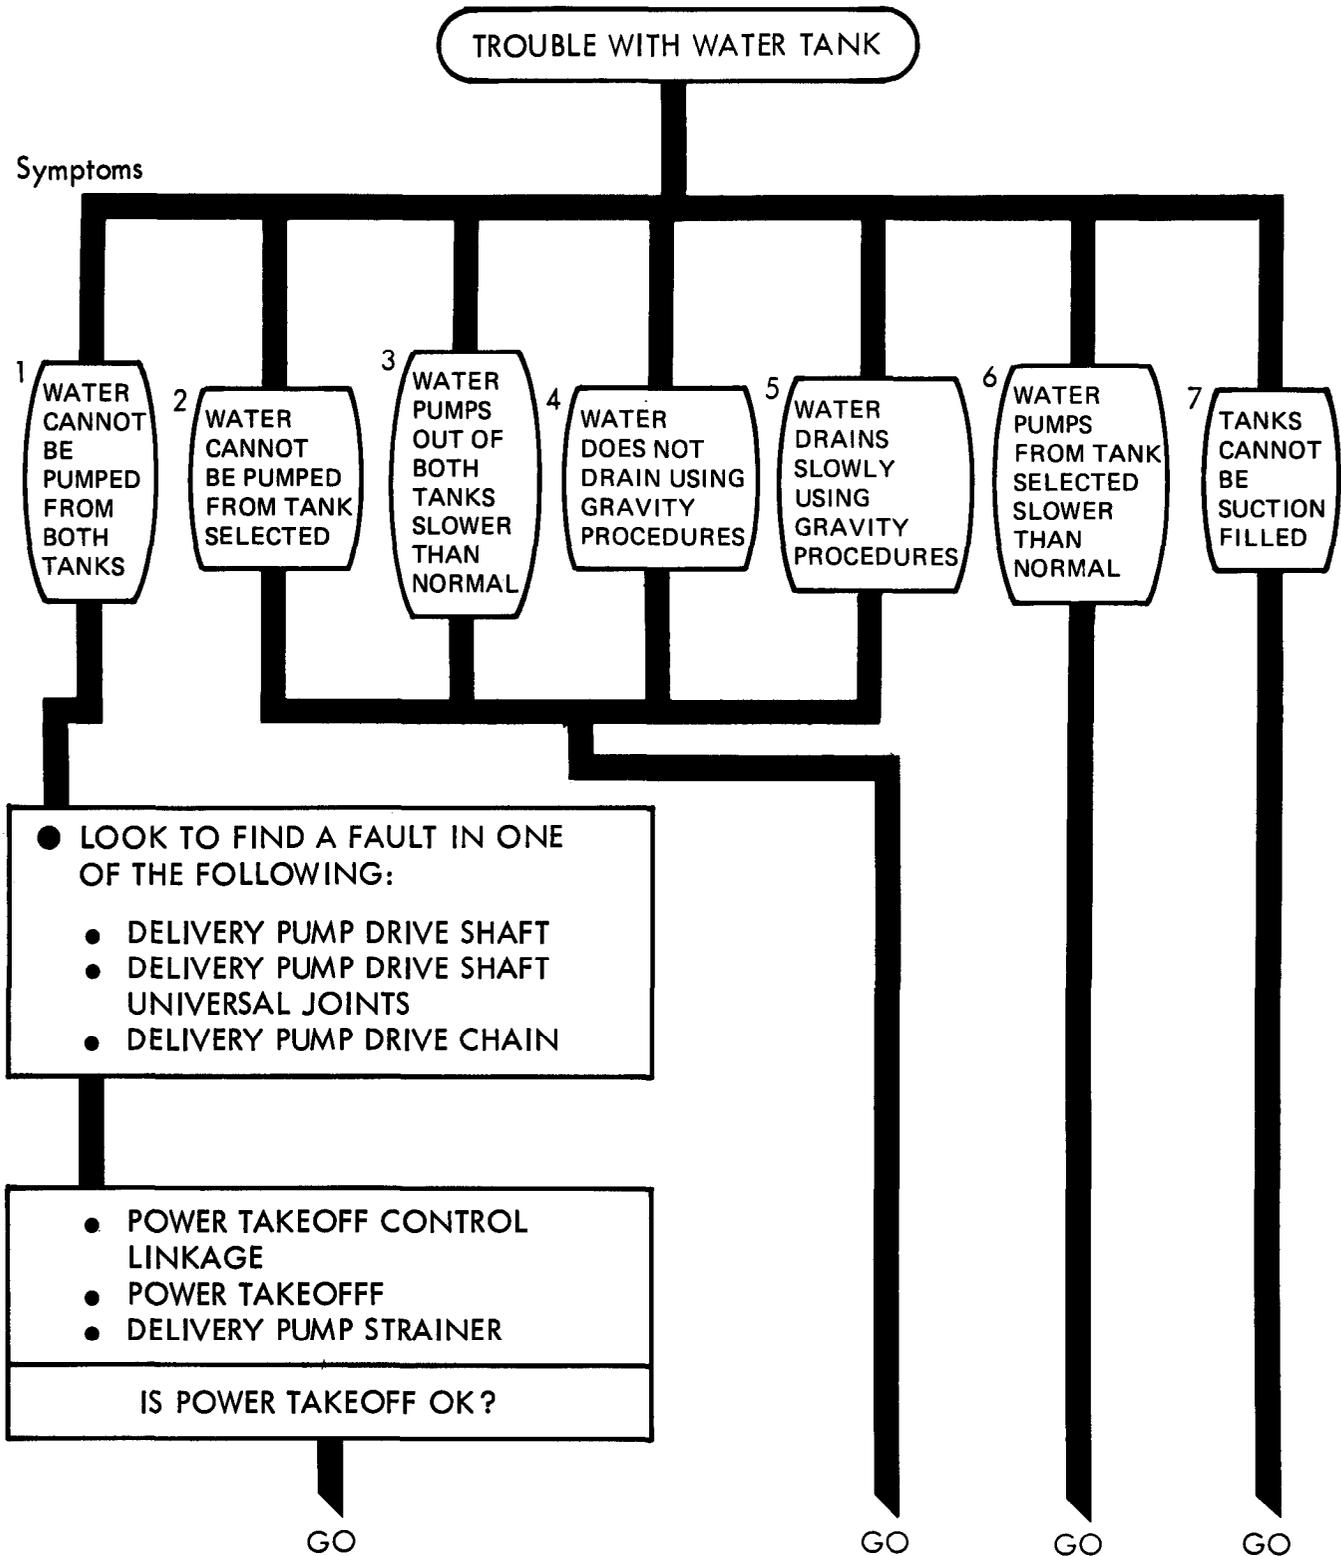 TROUBLE WITH WATER TANK
Symptoms
1
WATER
CANNOT
BE
PUMPED
FROM
BOTH
TANKS
2
WATER
CANNOT
BE PUMPED
FROM TANK
SELECTED
3
WATER
PUMPS
OUT OF
BOTH
TANKS
SLOWER
THAN
NORMAL
4
WATER
DOES NOT
DRAIN USING
GRAVITY
PROCEDURES
5
WATER
DRAINS
SLOWLY
USING
GRAVITY
PROCEDURES
6
WATER
PUMPS
FROM TANK
SELECTED
SLOWER
THAN
NORMAL
7
TANKS
CANNOT
BE
SUCTION
FILLED
● LOOK TO FIND A FAULT IN ONE
OF THE FOLLOWING:
● DELIVERY PUMP DRIVE SHAFT
● DELIVERY PUMP DRIVE SHAFT
UNIVERSAL JOINTS
● DELIVERY PUMP DRIVE CHAIN
● POWER TAKEOFF CONTROL
LINKAGE
● POWER TAKEOFFF
● DELIVERY PUMP STRAINER
IS POWER TAKEOFF OK?
GO
GO
GO
GO